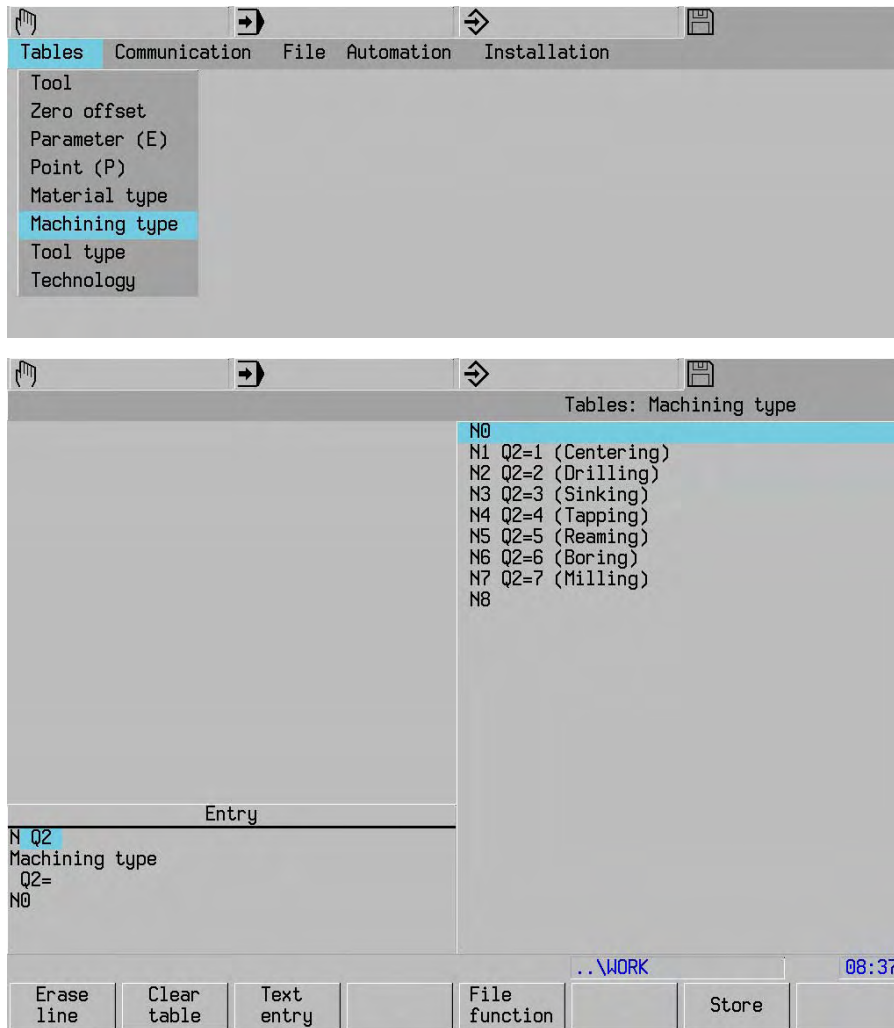 Tables Communication File Automation Installation
Tool
Zero offset
Parameter (E)
Point (P)
Material type
Machining type
Tool type
Technology
Tables: Machining type
N0
N1 Q2=1 (Centering)
N2 Q2=2 (Drilling)
N3 Q2=3 (Sinking)
N4 Q2=4 (Tapping)
N5 Q2=5 (Reaming)
N6 Q2=6 (Boring)
N7 Q2=7 (Milling)
N8
Entry
N Q2
Machining type
Q2=
N0
..\WORK 08:37
Erase line
Clear table
Text entry
File function
Store